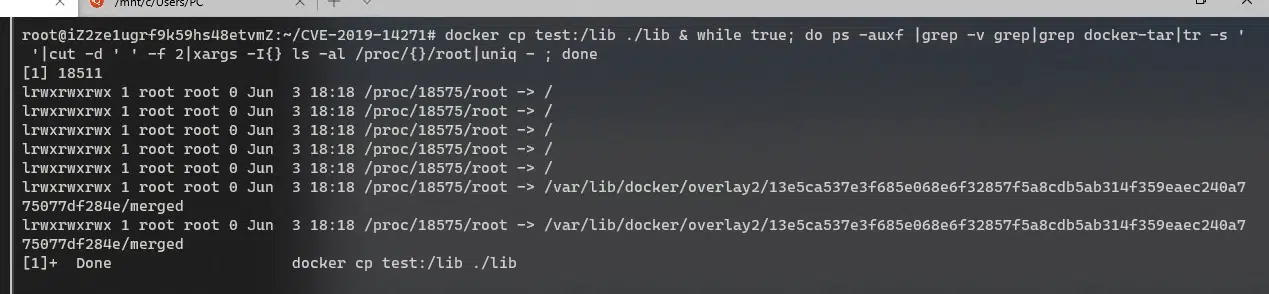 /mnt/c/Users/PC
root@iZ2ze1ugrf9k59hs48etvmZ:~/CVE-2019-14271# docker cp test:/lib ./lib & while true; do ps -auxf |grep -v grep|grep docker-tar|tr -s '
'|cut -d ' ' -f 2|xargs -I{} ls -al /proc/{}/root|uniq - ; done
[1] 18511
lrwxrwxrwx 1 root root 0 Jun  3 18:18 /proc/18575/root -> /
lrwxrwxrwx 1 root root 0 Jun  3 18:18 /proc/18575/root -> /
lrwxrwxrwx 1 root root 0 Jun  3 18:18 /proc/18575/root -> /
lrwxrwxrwx 1 root root 0 Jun  3 18:18 /proc/18575/root -> /
lrwxrwxrwx 1 root root 0 Jun  3 18:18 /proc/18575/root -> /
lrwxrwxrwx 1 root root 0 Jun  3 18:18 /proc/18575/root -> /var/lib/docker/overlay2/13e5ca537e3f685e068e6f32857f5a8cdb5ab314f359eaec240a7
75077df284e/merged
lrwxrwxrwx 1 root root 0 Jun  3 18:18 /proc/18575/root -> /var/lib/docker/overlay2/13e5ca537e3f685e068e6f32857f5a8cdb5ab314f359eaec240a7
75077df284e/merged
[1]+  Done                    docker cp test:/lib ./lib